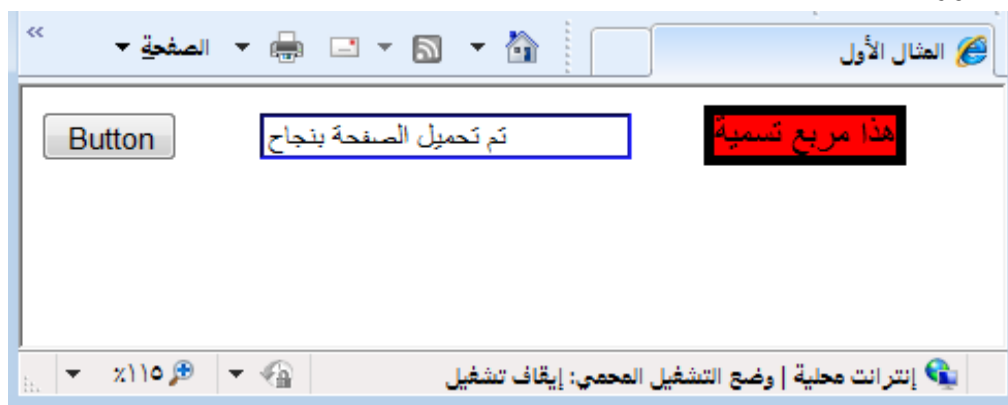 المثال الأول
الصفحة
هذا مربع تسمية
تم تحميل الصفحة بنجاح
Button
إنترانت محلية | وضع التشغيل المحمي: إيقاف تشغيل
١١٥٪